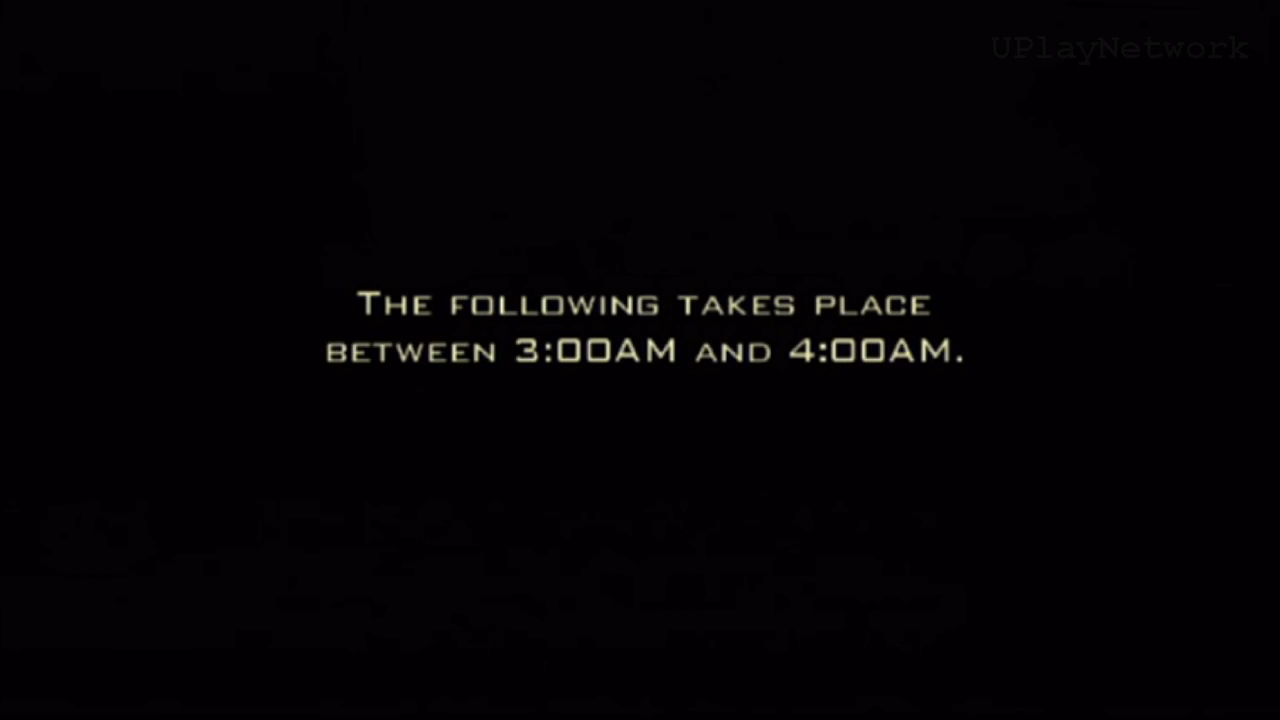 UPlayNetwork
The following takes place
between 3:00AM and 4:00AM.